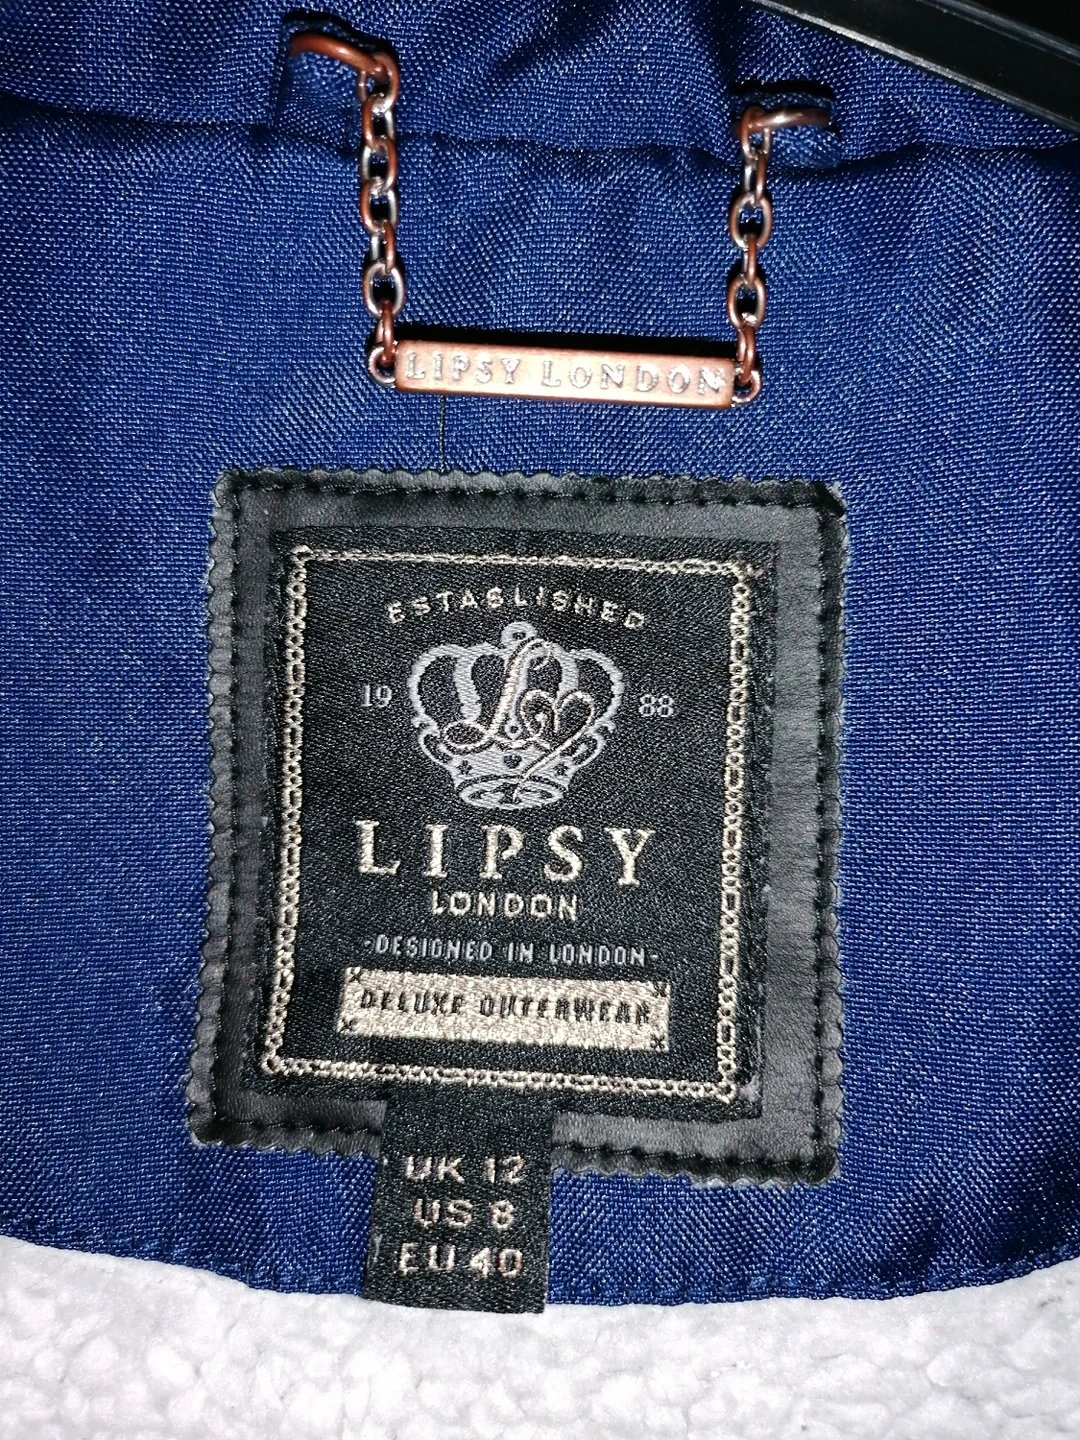 LIPSY LONDON
ESTABLISHED
19 88
LIPSY
LONDON
-DESIGNED IN LONDON-
DELUXE OUTERWEAR
UK 12
US 8
EU 40